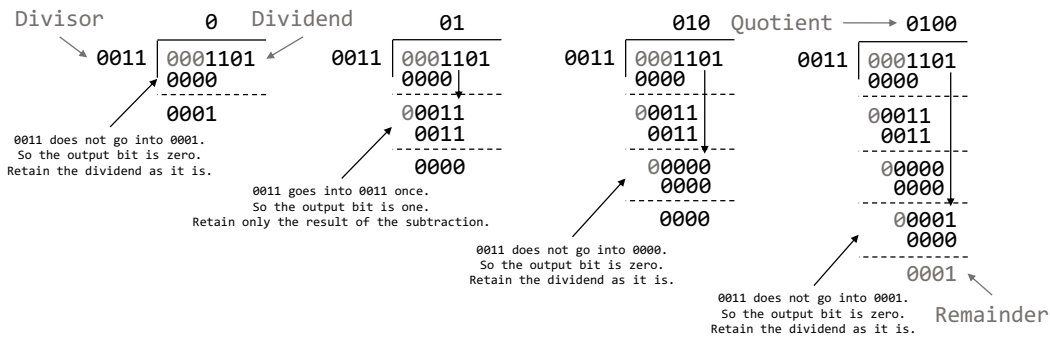 Divisor
0
Dividend
0011
0001101
0000
0001
0011 does not go into 0001.
So the output bit is zero.
Retain the dividend as it is.
01
0011
0001101
0000
00011
0011
0000
0011 goes into 0011 once.
So the output bit is one.
Retain only the result of the subtraction.
010
0011
0001101
0000
00011
0011
00000
0000
0000
0011 does not go into 0000.
So the output bit is zero.
Retain the dividend as it is.
Quotient
0100
0011
0001101
0000
00011
0011
00000
0000
00001
0000
0001
0011 does not go into 0001.
So the output bit is zero.
Retain the dividend as it is.
Remainder